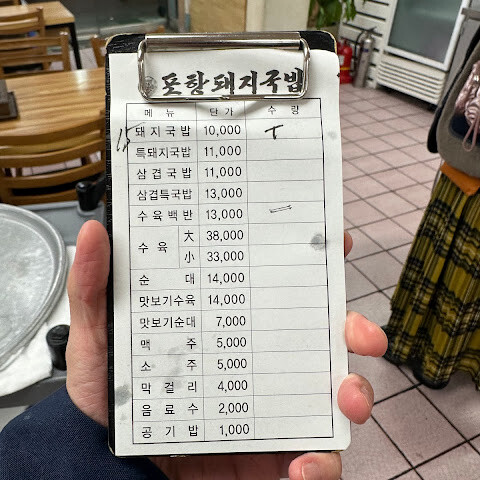 포항돼지국밥
메뉴 단가 수량
15 돼지국밥 10,000 T
특돼지국밥 11,000
삼겹국밥 11,000
삼겹특국밥 13,000
수육백반 13,000 =
수육 大 38,000
小 33,000
순대 14,000
맛보기수육 14,000
맛보기순대 7,000
맥주 5,000
소주 5,000
막걸리 4,000
음료수 2,000
공기밥 1,000